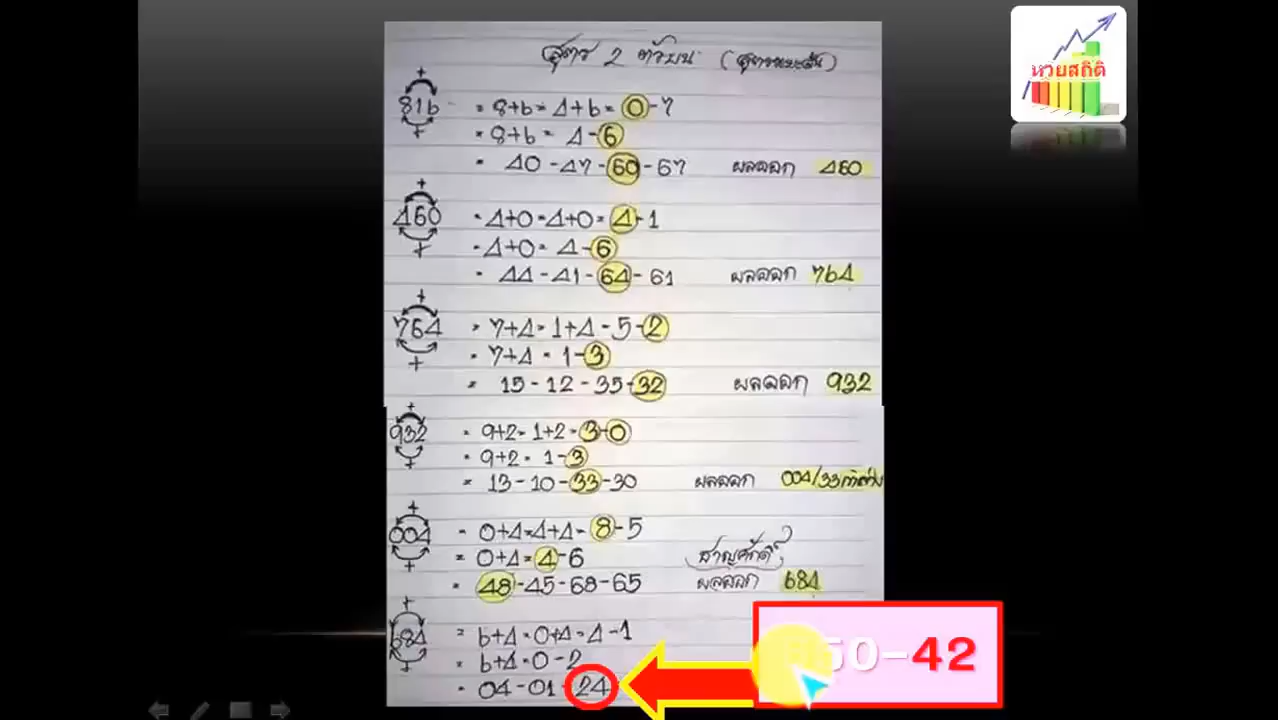 หวยสถิติ
สูตร 2 ตัวบน (สูตรแม่นๆ)
816 = 8+6 = 4+6 = 0-7
= 8+6 = 4-6
= 40-47-60-67 ผลออก 460
460 = 4+0 = 4+0 = 4-1
= 4+0 = 4-6
= 44-41-64-61 ผลออก 764
764 = 7+4 = 1+4-5-2
= 7+4 = 1-3
= 15-12-35-32 ผลออก 932
932 = 9+2 = 1+2 = 3-0
= 9+2 = 1-3
= 13-10-33-30 ผลออก 004/33
004 = 0+4=4+4= 8-5
= 0+4= 4-6
= 48-45-68-65 ผลออก 684
684 = 6+4=0+4= 4-1
= 6+4=0-2
= 04-01-24
50-42